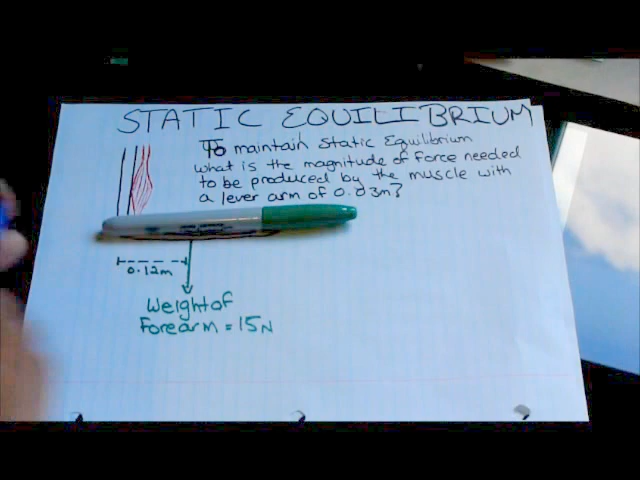 STATIC EQUILIBRIUM
To maintain Static Equilibrium
what is the magnitude of force needed
to be produced by the muscle with
a lever arm of 0.03m?
0.12m
Weight of
Forearm = 15N